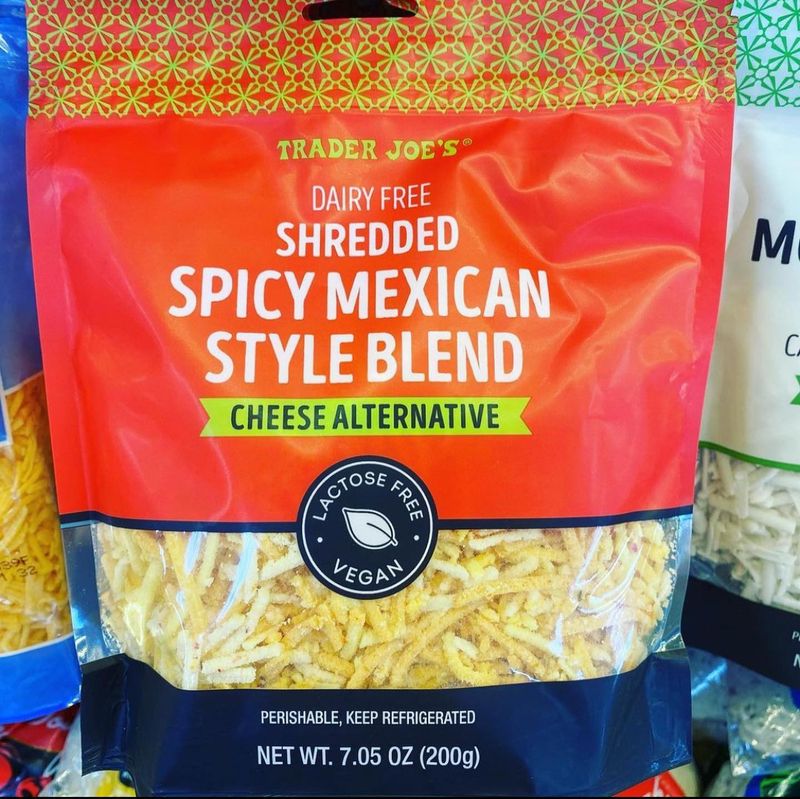 TRADER JOE'S®
DAIRY FREE
SHREDDED
SPICY MEXICAN
STYLE BLEND
CHEESE ALTERNATIVE
LACTOSE FREE
VEGAN
PERISHABLE, KEEP REFRIGERATED
NET WT. 7.05 OZ (200g)